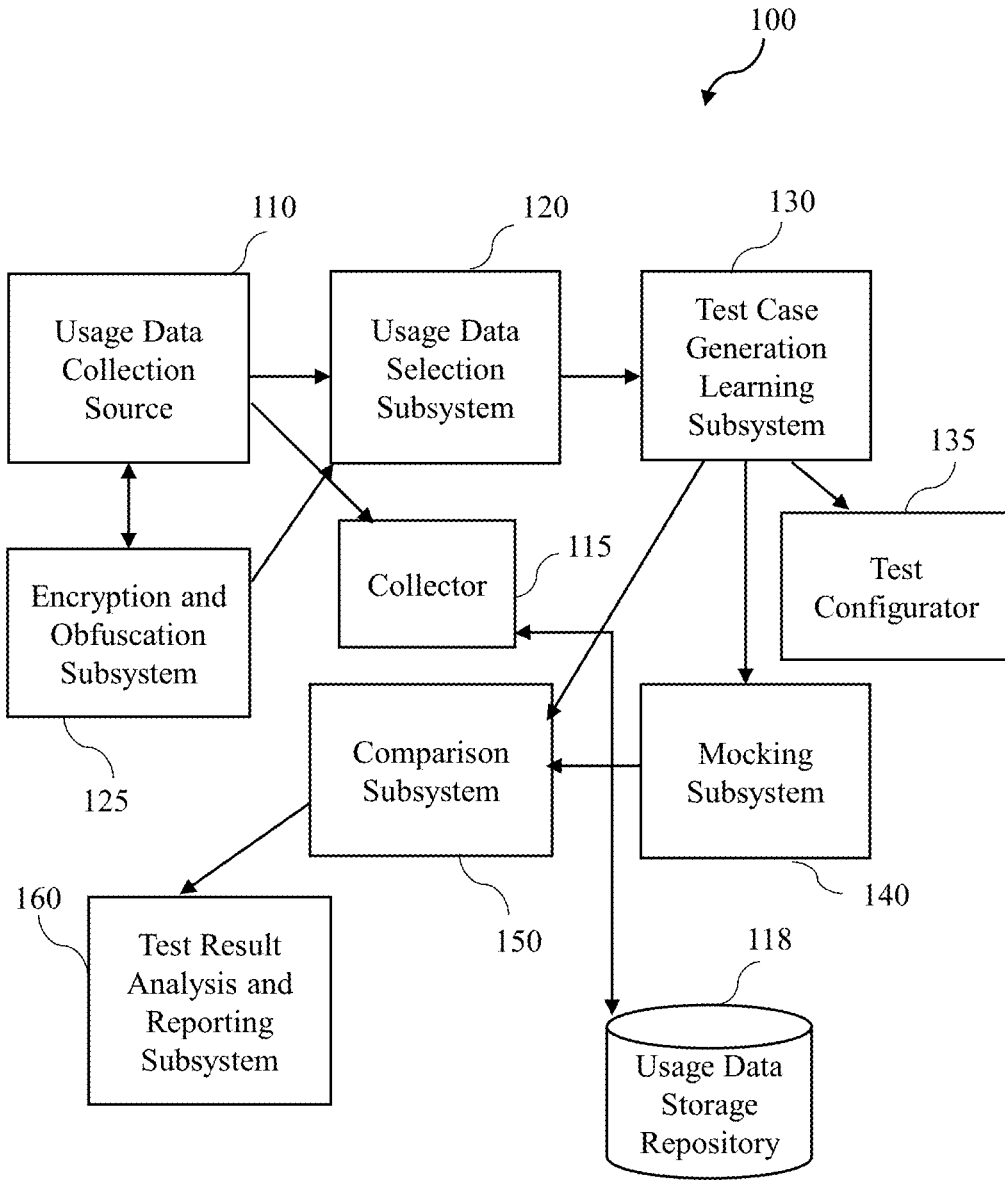 100
110
120
130
Usage Data
Collection
Source
Usage Data
Selection
Subsystem
Test Case
Generation
Learning
Subsystem
135
115
Encryption and
Obfuscation
Subsystem
Collector
Test
Configurator
125
Comparison
Subsystem
Mocking
Subsystem
160
150
140
118
Test Result
Analysis and
Reporting
Subsystem
Usage Data
Storage
Repository